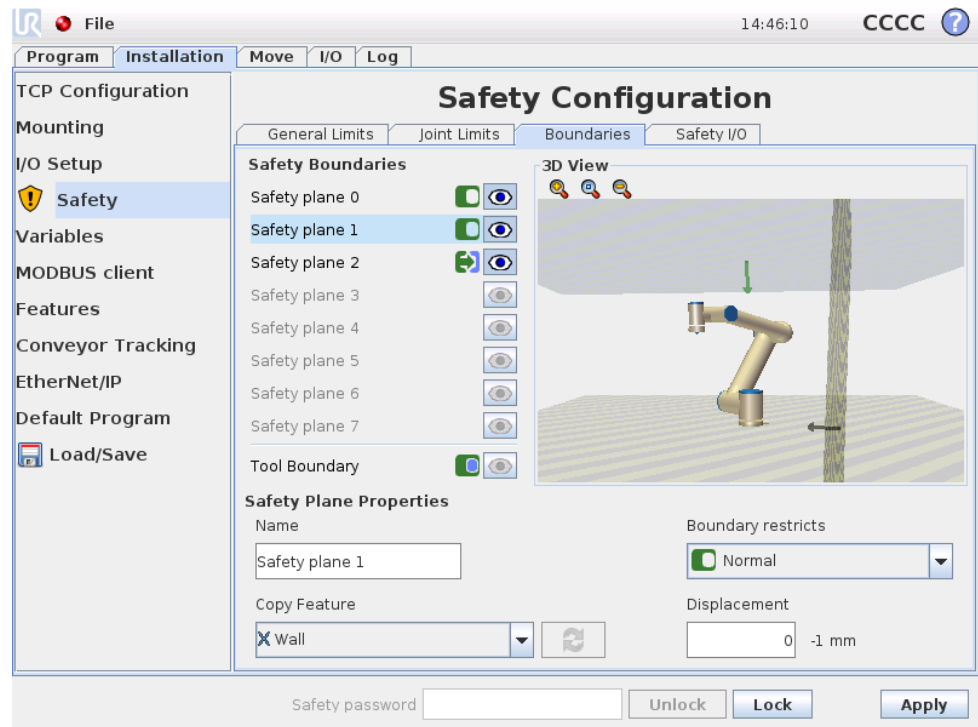 UR File 14:46:10 CCCC ?
Program Installation Move I/O Log
TCP Configuration
Mounting
I/O Setup
Safety
Variables
MODBUS client
Features
Conveyor Tracking
EtherNet/IP
Default Program
Load/Save
Safety Configuration
General Limits Joint Limits Boundaries Safety I/O
Safety Boundaries
Safety plane 0
Safety plane 1
Safety plane 2
Safety plane 3
Safety plane 4
Safety plane 5
Safety plane 6
Safety plane 7
Tool Boundary
3D View
Safety Plane Properties
Name
Safety plane 1
Copy Feature
Wall
Boundary restricts
Normal
Displacement
0 -1 mm
Safety password Unlock Lock Apply